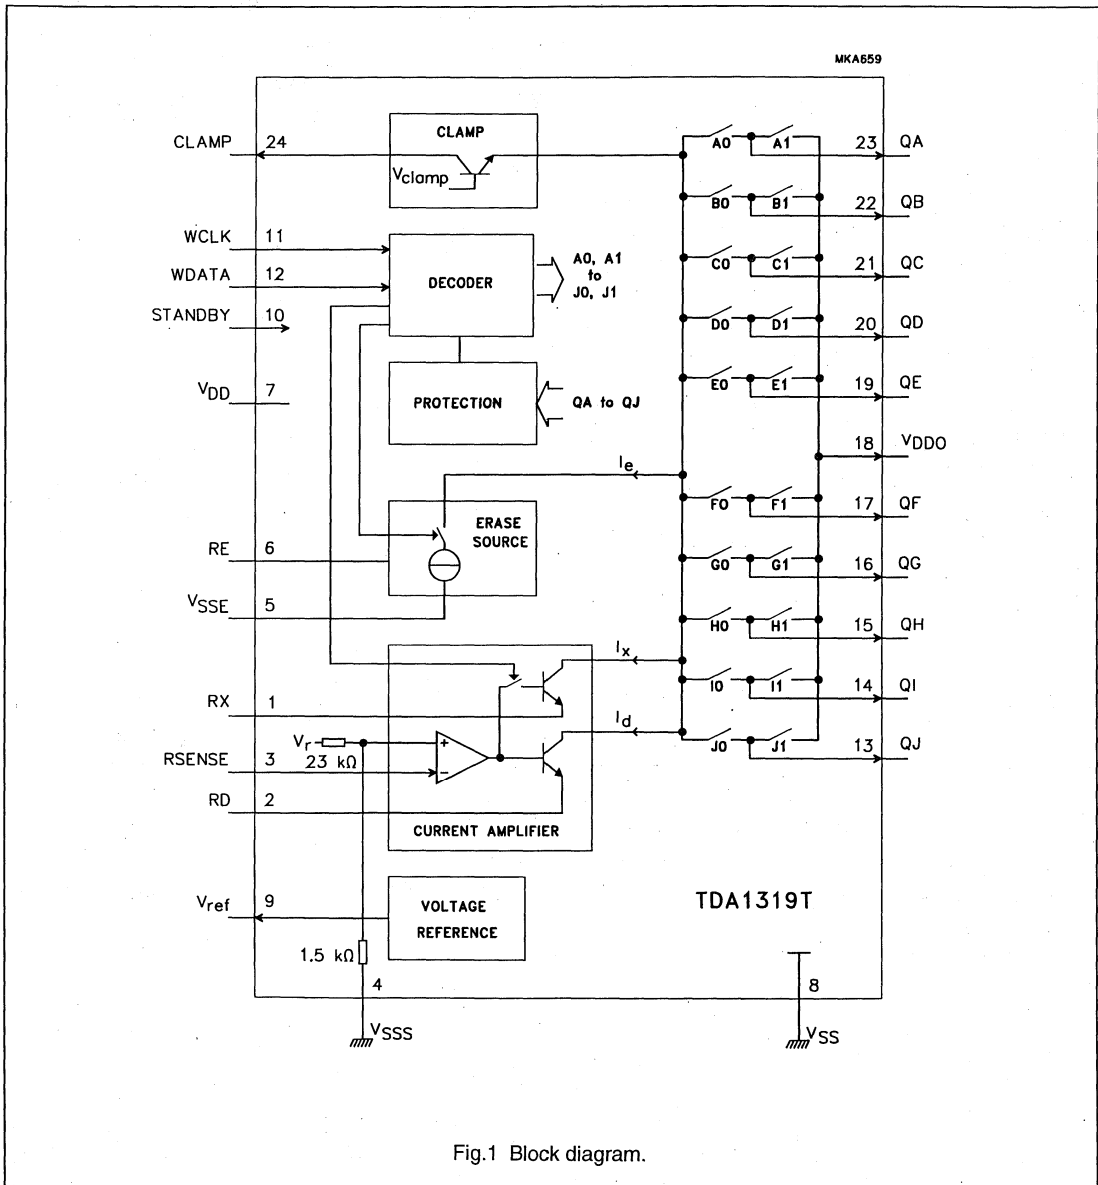 MKA659
CLAMP 24
CLAMP
Vclamp
A0 A1
23 QA
B0 B1
22 QB
WCLK 11
WDATA 12
STANDBY 10
DECODER
A0, A1
to
J0, J1
C0 C1
21 QC
D0 D1
20 QD
VDD 7
PROTECTION
QA to QJ
E0 E1
19 QE
18 VDDO
Ie
ERASE
SOURCE
RE 6
VSSE 5
F0 F1
17 QF
G0 G1
16 QG
H0 H1
15 QH
Ix
I0 I1
14 QI
RX 1
Id
Vr
23 kΩ
+
−
RSENSE 3
RD 2
J0 J1
13 QJ
CURRENT AMPLIFIER
Vref 9
VOLTAGE
REFERENCE
TDA1319T
1.5 kΩ
4
8
VSSS
VSS
Fig.1 Block diagram.